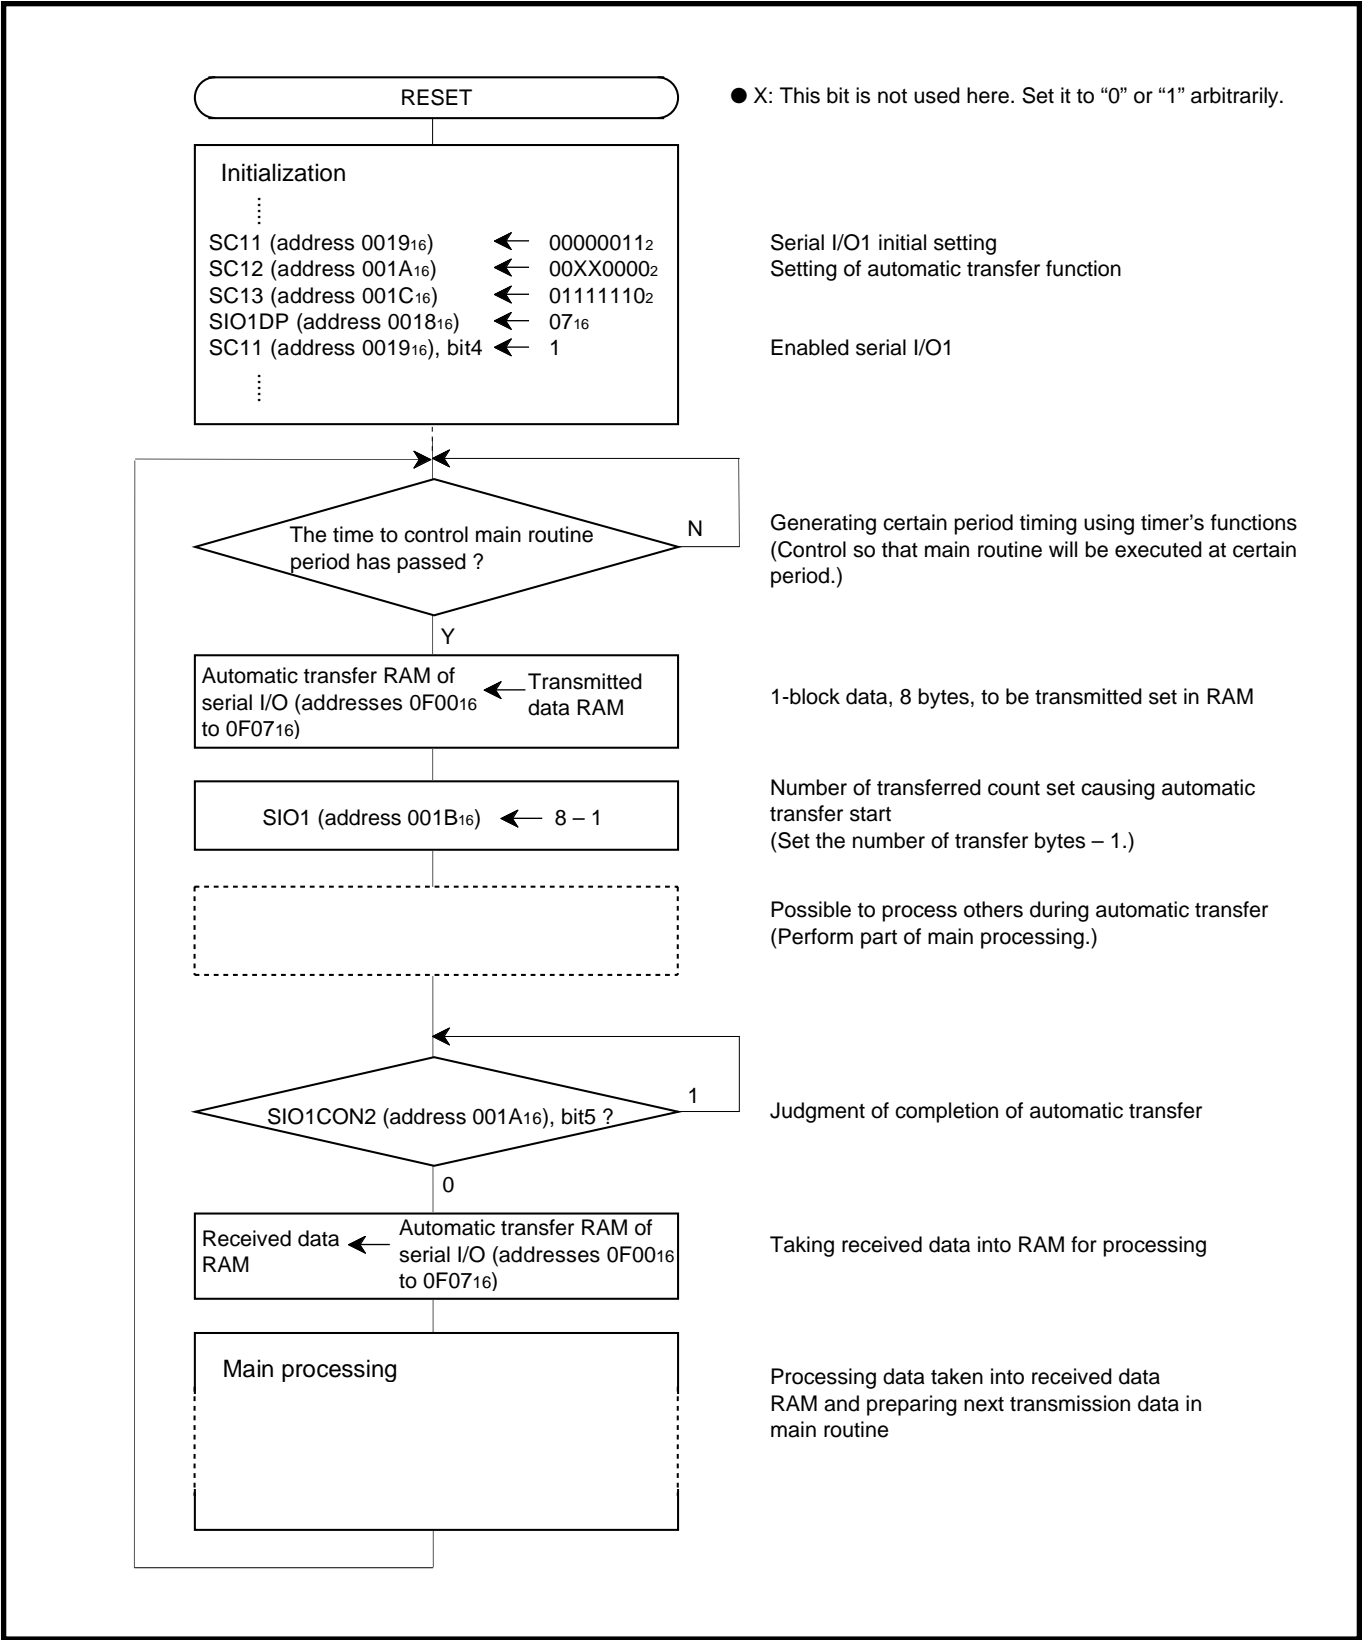 RESET
● X: This bit is not used here. Set it to “0” or “1” arbitrarily.
Initialization
SC11 (address 001916) ← 000000112 Serial I/O1 initial setting
SC12 (address 001A16) ← 00XX00002 Setting of automatic transfer function
SC13 (address 001C16) ← 011111102
SIO1DP (address 001816) ← 0716
SC11 (address 001916), bit4 ← 1 Enabled serial I/O1
The time to control main routine
period has passed ?
N
Generating certain period timing using timer’s functions
(Control so that main routine will be executed at certain
period.)
Y
Automatic transfer RAM of
serial I/O (addresses 0F0016
to 0F0716)
← Transmitted
data RAM
1-block data, 8 bytes, to be transmitted set in RAM
SIO1 (address 001B16) ← 8 – 1
Number of transferred count set causing automatic
transfer start
(Set the number of transfer bytes – 1.)
Possible to process others during automatic transfer
(Perform part of main processing.)
SIO1CON2 (address 001A16), bit5 ?
1
Judgment of completion of automatic transfer
0
Received data
RAM
← Automatic transfer RAM of
serial I/O (addresses 0F0016
to 0F0716)
Taking received data into RAM for processing
Main processing
Processing data taken into received data
RAM and preparing next transmission data in
main routine